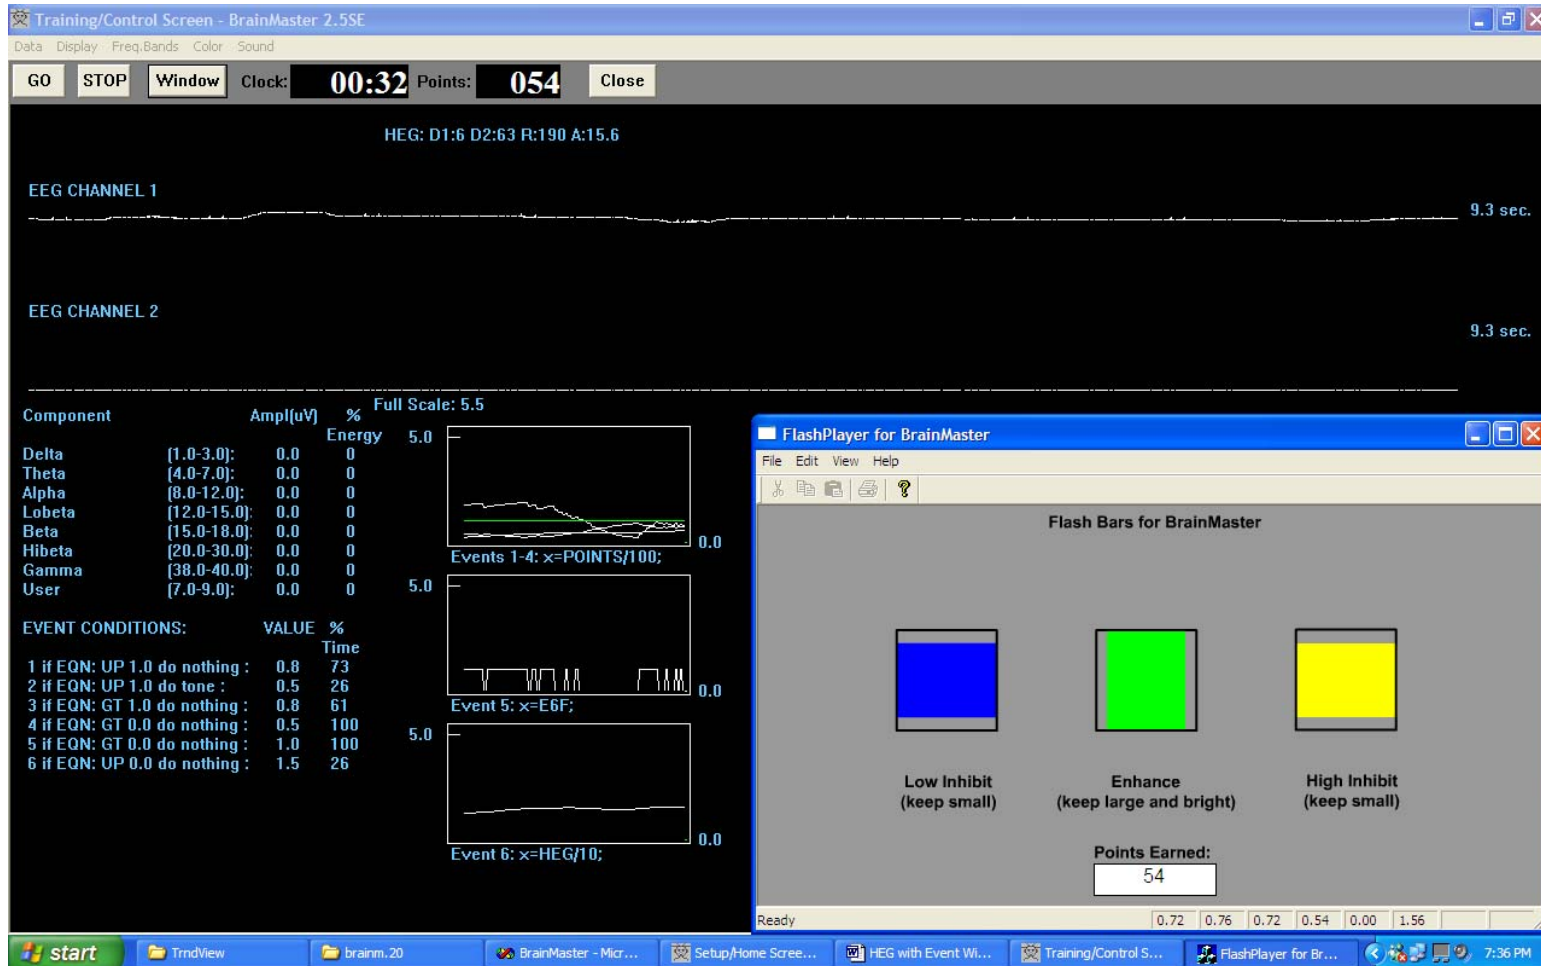 Training/Control Screen - BrainMaster 2.5SE
Data Display Freq.Bands Color Sound
GO STOP Window Clock: 00:32 Points: 054 Close
HEG: D1:6 D2:63 R:190 A:15.6
EEG CHANNEL 1
9.3 sec.
EEG CHANNEL 2
9.3 sec.
Full Scale: 5.5
Component Ampl(uV) % Energy
Delta (1.0-3.0): 0.0 0
Theta (4.0-7.0): 0.0 0
Alpha (8.0-12.0): 0.0 0
Lobeta (12.0-15.0): 0.0 0
Beta (15.0-18.0): 0.0 0
Hibeta (20.0-30.0): 0.0 0
Gamma (38.0-40.0): 0.0 0
User (7.0-9.0): 0.0 0
EVENT CONDITIONS: VALUE % Time
1 if EQN: UP 1.0 do nothing : 0.8 73
2 if EQN: UP 1.0 do tone : 0.5 26
3 if EQN: GT 1.0 do nothing : 0.8 61
4 if EQN: GT 0.0 do nothing : 0.5 100
5 if EQN: GT 0.0 do nothing : 1.0 100
6 if EQN: UP 0.0 do nothing : 1.5 26
5.0
0.0
Events 1-4: x=POINTS/100;
5.0
0.0
Event 5: x=E6F;
5.0
0.0
Event 6: x=HEG/10;
FlashPlayer for BrainMaster
File Edit View Help
Flash Bars for BrainMaster
Low Inhibit
(keep small)
Enhance
(keep large and bright)
High Inhibit
(keep small)
Points Earned:
54
Ready 0.72 0.76 0.72 0.54 0.00 1.56
start TrndView brainm.20 BrainMaster - Micr... Setup/Home Scree... HEG with Event Wi... Training/Control S... FlashPlayer for Br... 7:36 PM